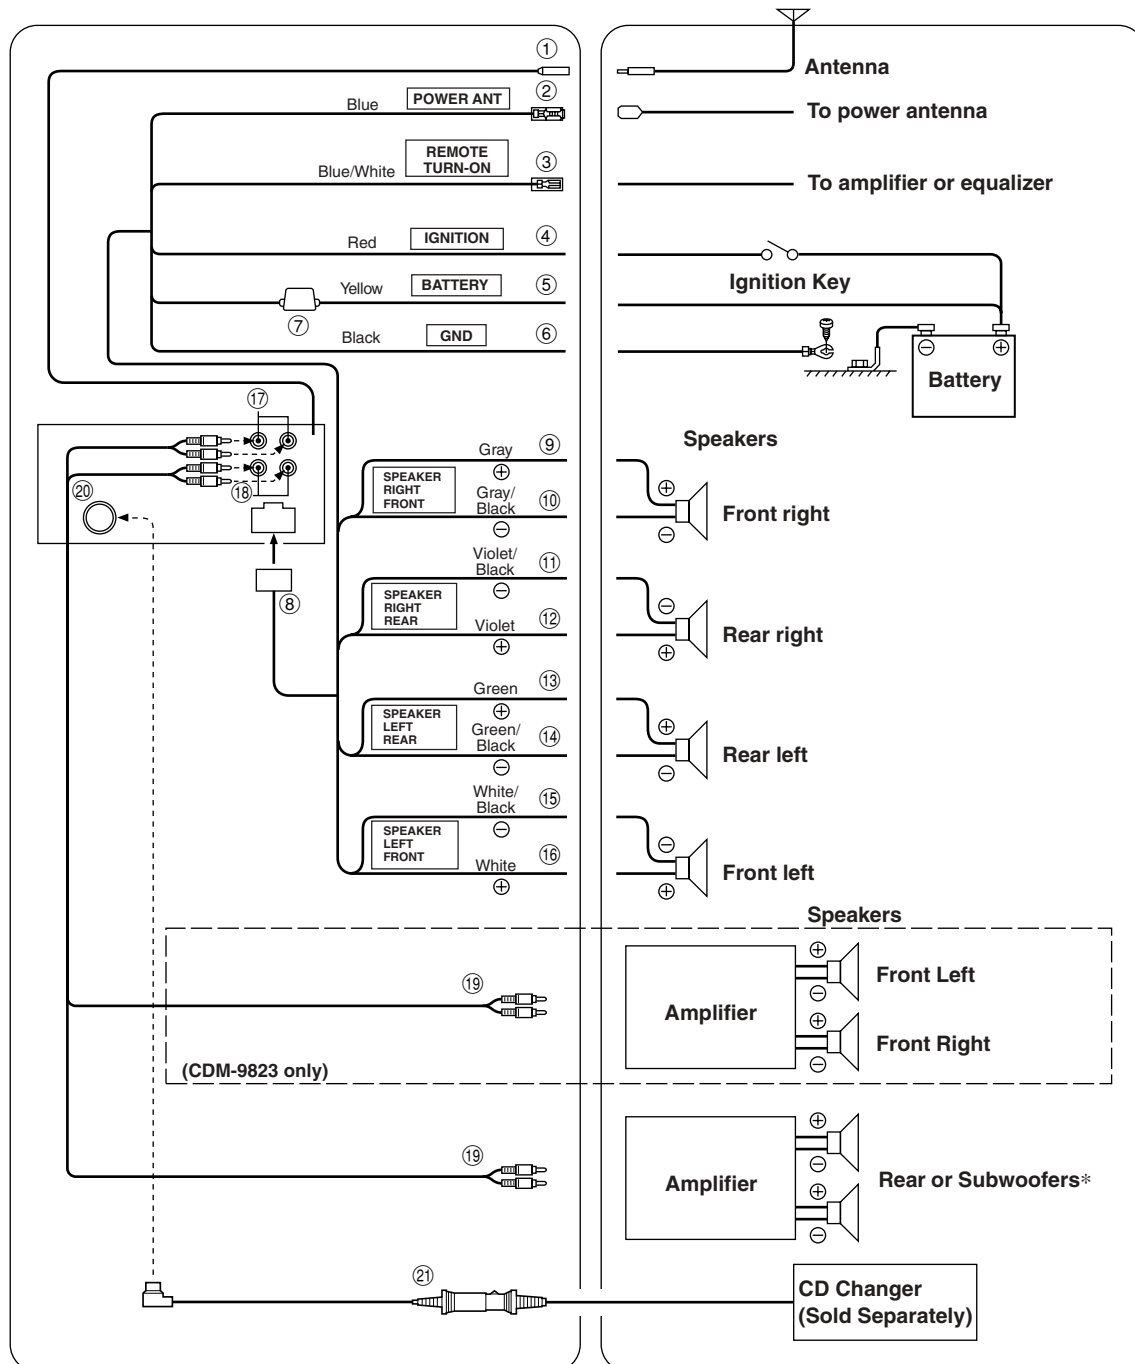 ①
Antenna
② POWER ANT
Blue
To power antenna
③ REMOTE
TURN-ON
Blue/White
To amplifier or equalizer
④ IGNITION
Red
Ignition Key
⑤ BATTERY
Yellow
⑦
⑥ GND
Black
⊖ ⊕
Battery
⑰
⑱
⑳
⑧
Speakers
Gray ⑨
⊕
SPEAKER
RIGHT
FRONT
Gray/
Black ⑩
⊖
⊕
Front right
⊖
Violet/
Black ⑪
⊖
SPEAKER
RIGHT
REAR
Violet ⑫
⊕
⊖
Rear right
⊕
Green ⑬
⊕
SPEAKER
LEFT
REAR
Green/
Black ⑭
⊖
⊕
Rear left
⊖
White/
Black ⑮
⊖
SPEAKER
LEFT
FRONT
White ⑯
⊕
⊖
Front left
⊕
Speakers
⑲
Amplifier
⊕
Front Left
⊖
⊕
Front Right
⊖
(CDM-9823 only)
⑲
Amplifier
⊕
⊖
Rear or Subwoofers*
⊕
⊖
㉑
CD Changer
(Sold Separately)